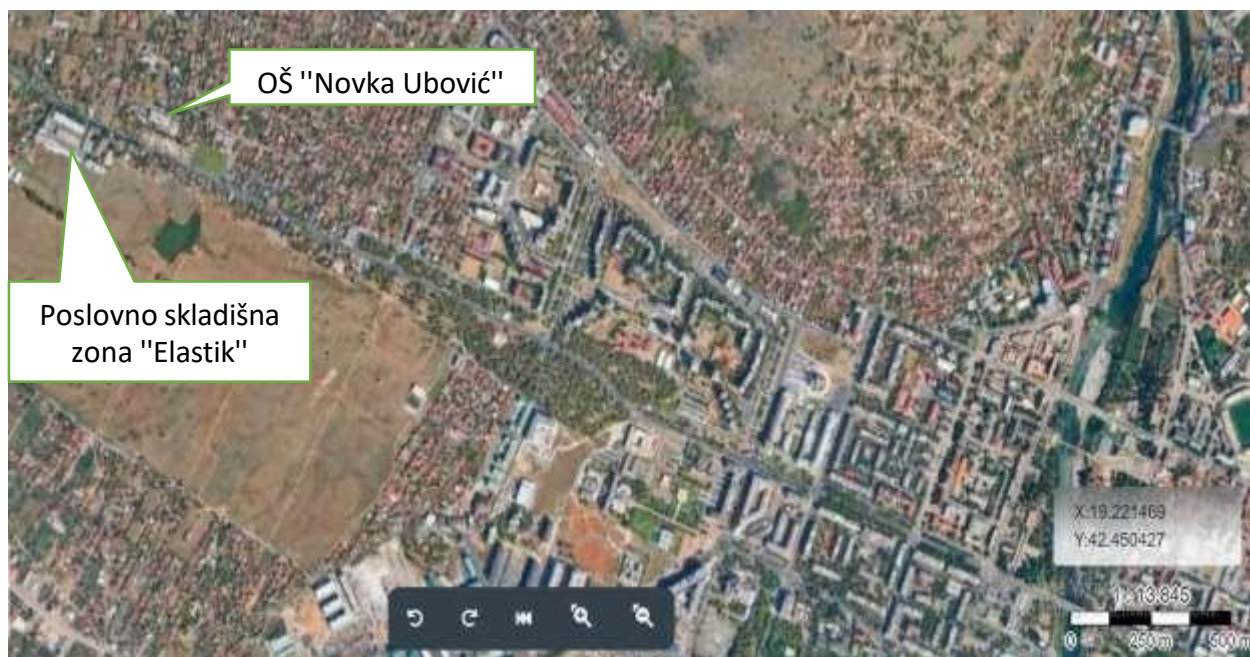 OŠ ''Novka Ubović''
Poslovno skladišna
zona ''Elastik''
X:19.221469
Y:42.450427
1:13.845
0 250 m 500 m